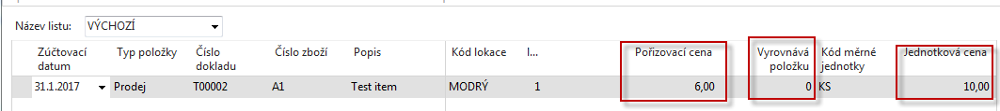 Název listu: VÝCHOZÍ
Zúčtovací datum Typ položky Číslo dokladu Číslo zboží Popis Kód lokace I... Pořizovací cena Vyrovnává položku Kód měrné jednotky Jednotková cena
31.1.2017 Prodej T00002 A1 Test item MODRÝ 1 6,00 0 KS 10,00